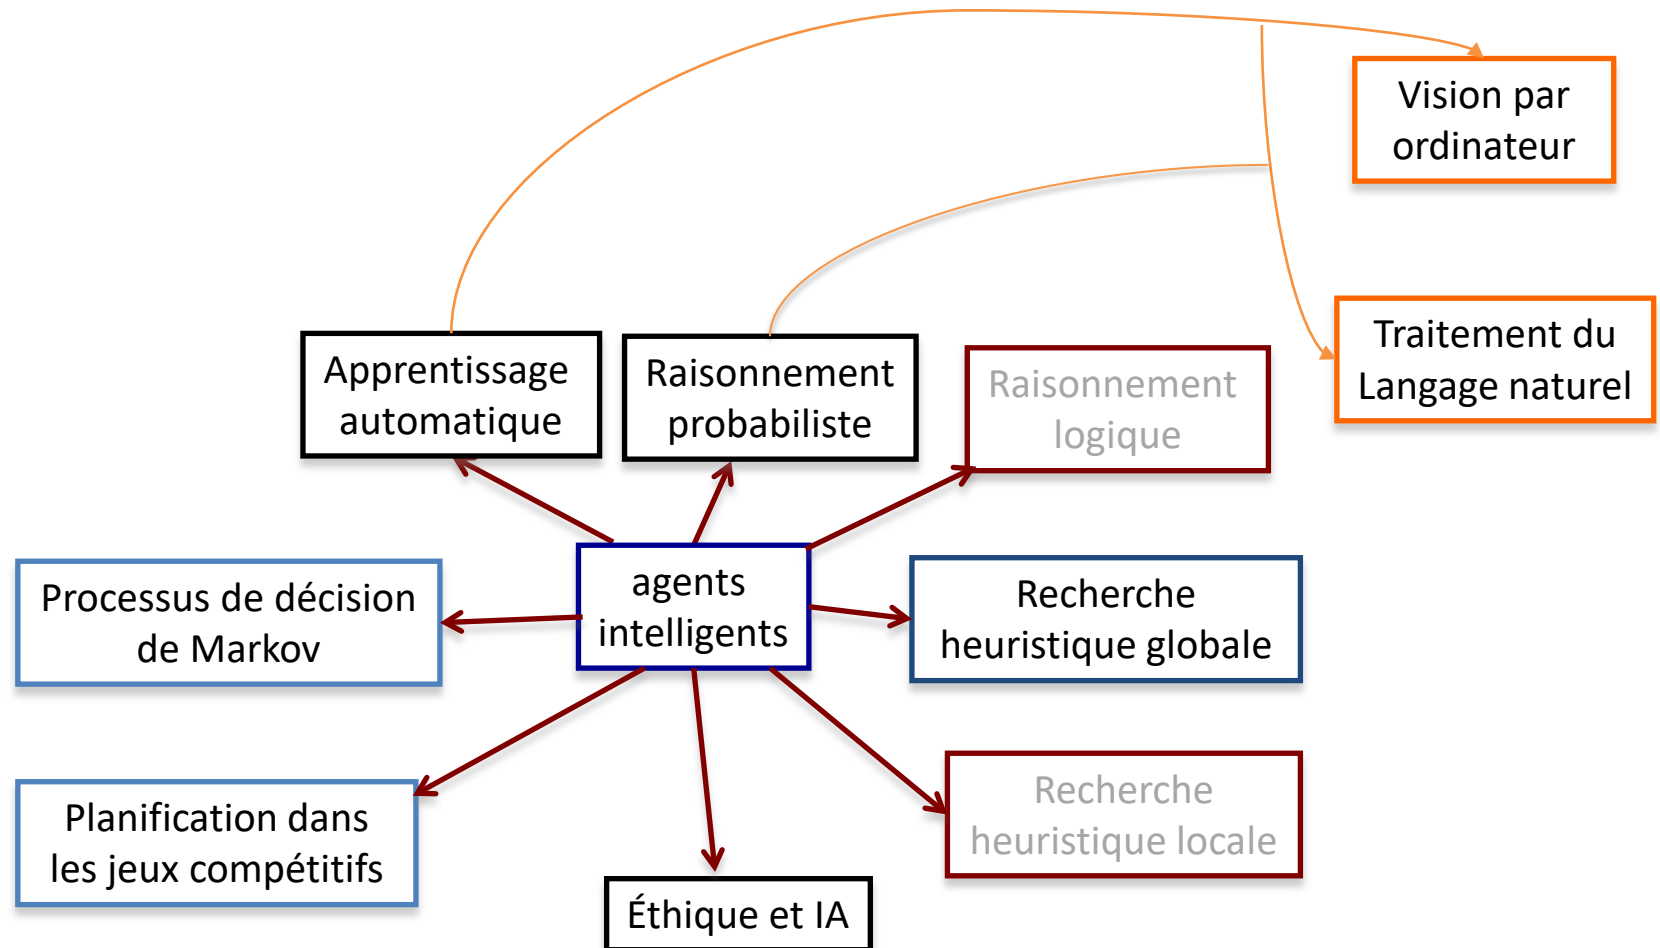 Vision par
ordinateur
Traitement du
Langage naturel
Apprentissage
automatique
Raisonnement
probabiliste
Raisonnement
logique
Processus de décision
de Markov
agents
intelligents
Recherche
heuristique globale
Planification dans
les jeux compétitifs
Recherche
heuristique locale
Éthique et IA